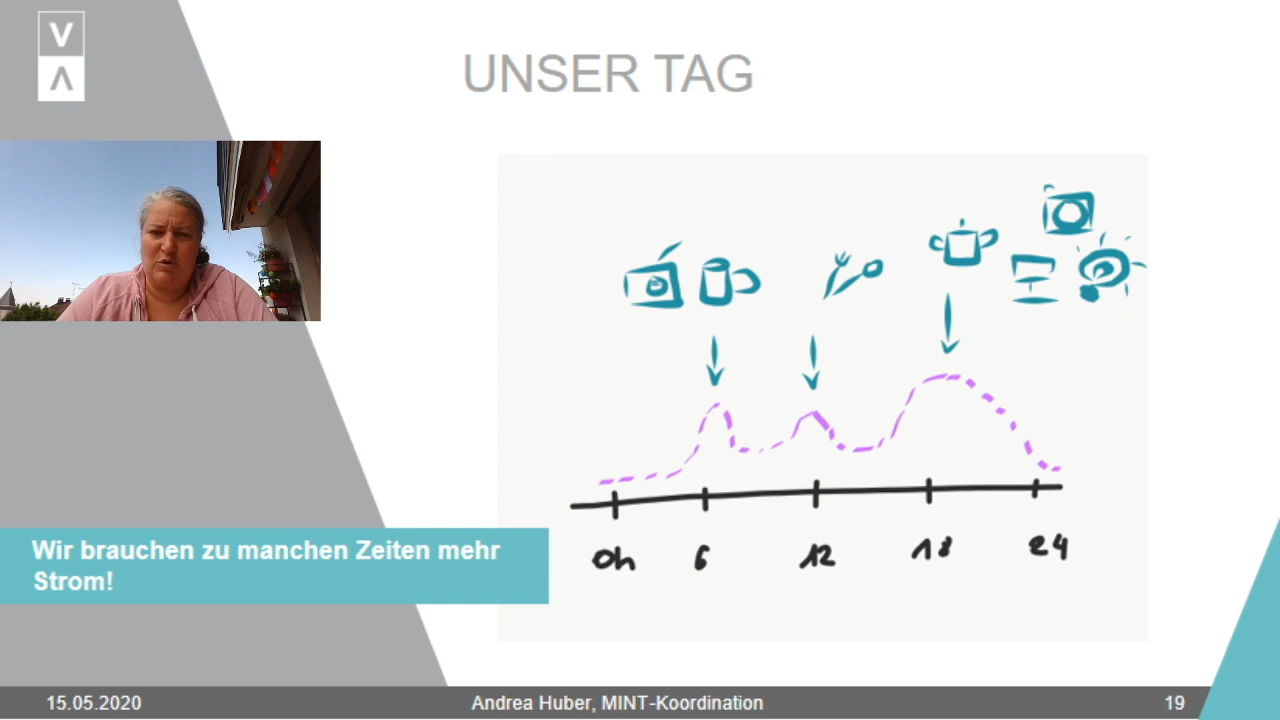 V
Λ
UNSER TAG
0h 6 12 18 24
Wir brauchen zu manchen Zeiten mehr
Strom!
15.05.2020 Andrea Huber, MINT-Koordination 19